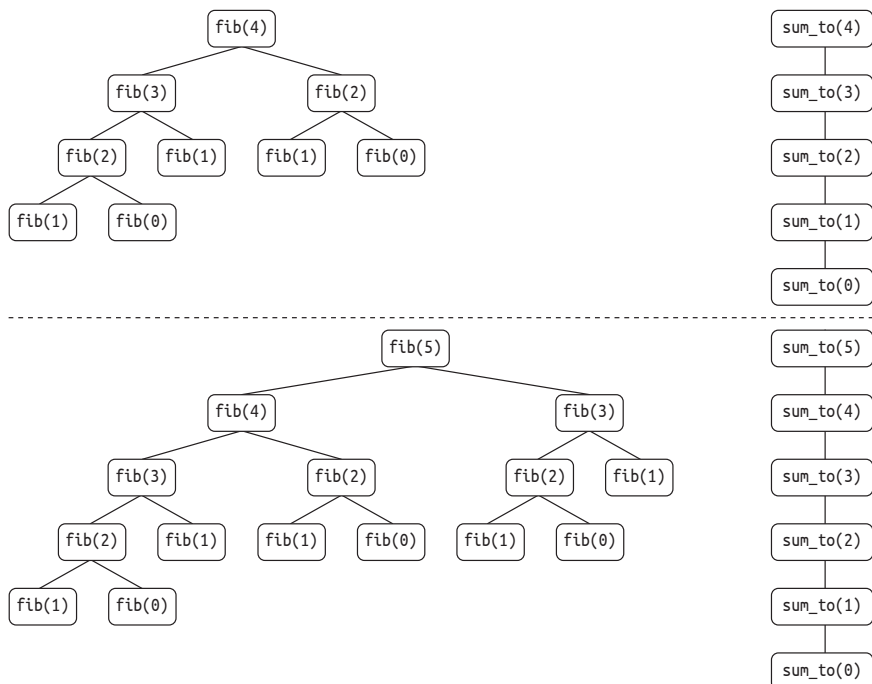 fib(4) sum_to(4)
fib(3) fib(2) sum_to(3)
fib(2) fib(1) fib(1) fib(0) sum_to(2)
fib(1) fib(0) sum_to(1)
sum_to(0)
fib(5) sum_to(5)
fib(4) fib(3) sum_to(4)
fib(3) fib(2) fib(2) fib(1) sum_to(3)
fib(2) fib(1) fib(1) fib(0) fib(1) fib(0) sum_to(2)
fib(1) fib(0) sum_to(1)
sum_to(0)